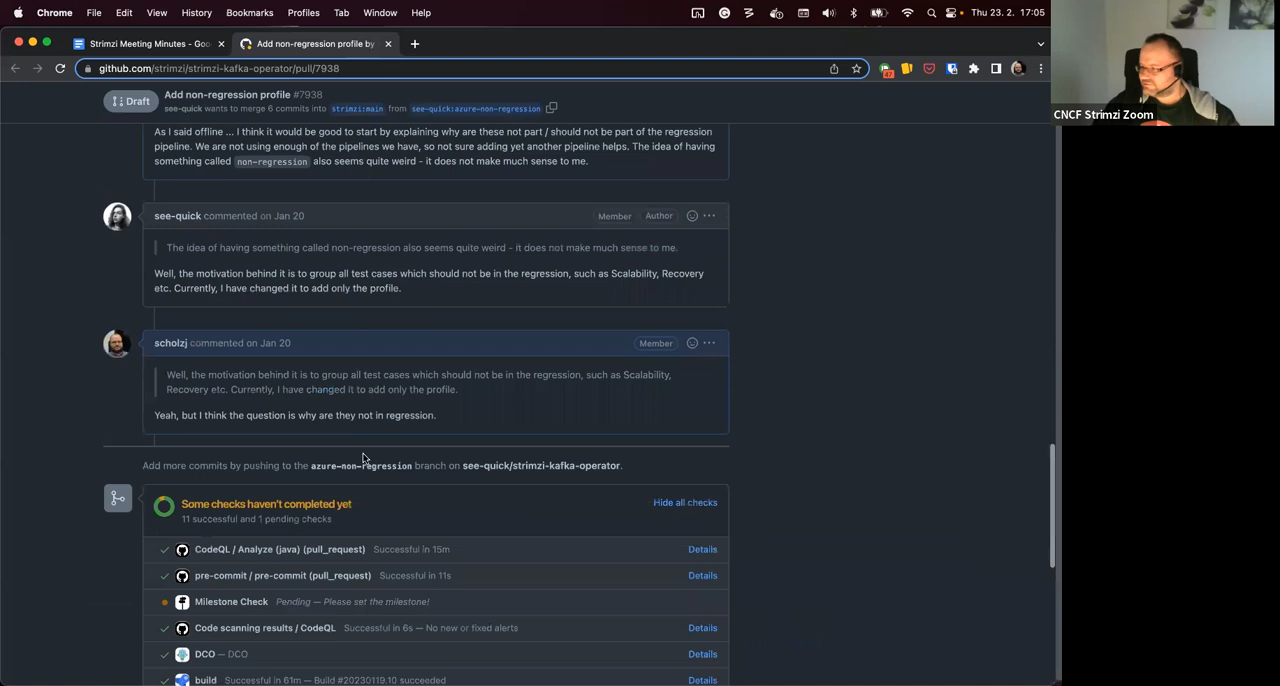 Chrome File Edit View History Bookmarks Profiles Tab Window Help Thu 23. 2. 17:05
Strimzi Meeting Minutes - Goo
Add non-regression profile by
github.com/strimzi/strimzi-kafka-operator/pull/7938
47
Draft
Add non-regression profile #7938
see-quick wants to merge 6 commits into strimzi:main from see-quick:azure-non-regression
As I said offline ... I think it would be good to start by explaining why are these not part / should not be part of the regression
pipeline. We are not using enough of the pipelines we have, so not sure adding yet another pipeline helps. The idea of having
something called non-regression also seems quite weird - it does not make much sense to me.
see-quick commented on Jan 20 Member Author
The idea of having something called non-regression also seems quite weird - it does not make much sense to me.
Well, the motivation behind it is to group all test cases which should not be in the regression, such as Scalability, Recovery
etc. Currently, I have changed it to add only the profile.
scholzj commented on Jan 20 Member
Well, the motivation behind it is to group all test cases which should not be in the regression, such as Scalability,
Recovery etc. Currently, I have changed it to add only the profile.
Yeah, but I think the question is why are they not in regression.
Add more commits by pushing to the azure-non-regression branch on see-quick/strimzi-kafka-operator.
Some checks haven't completed yet
Hide all checks
11 successful and 1 pending checks
CodeQL / Analyze (java) (pull_request) Successful in 15m Details
pre-commit / pre-commit (pull_request) Successful in 11s Details
Milestone Check Pending — Please set the milestone!
Code scanning results / CodeQL Successful in 6s — No new or fixed alerts Details
DCO — DCO Details
build Successful in 61m — Build #20230119.10 succeeded Details
CNCF Strimzi Zoom